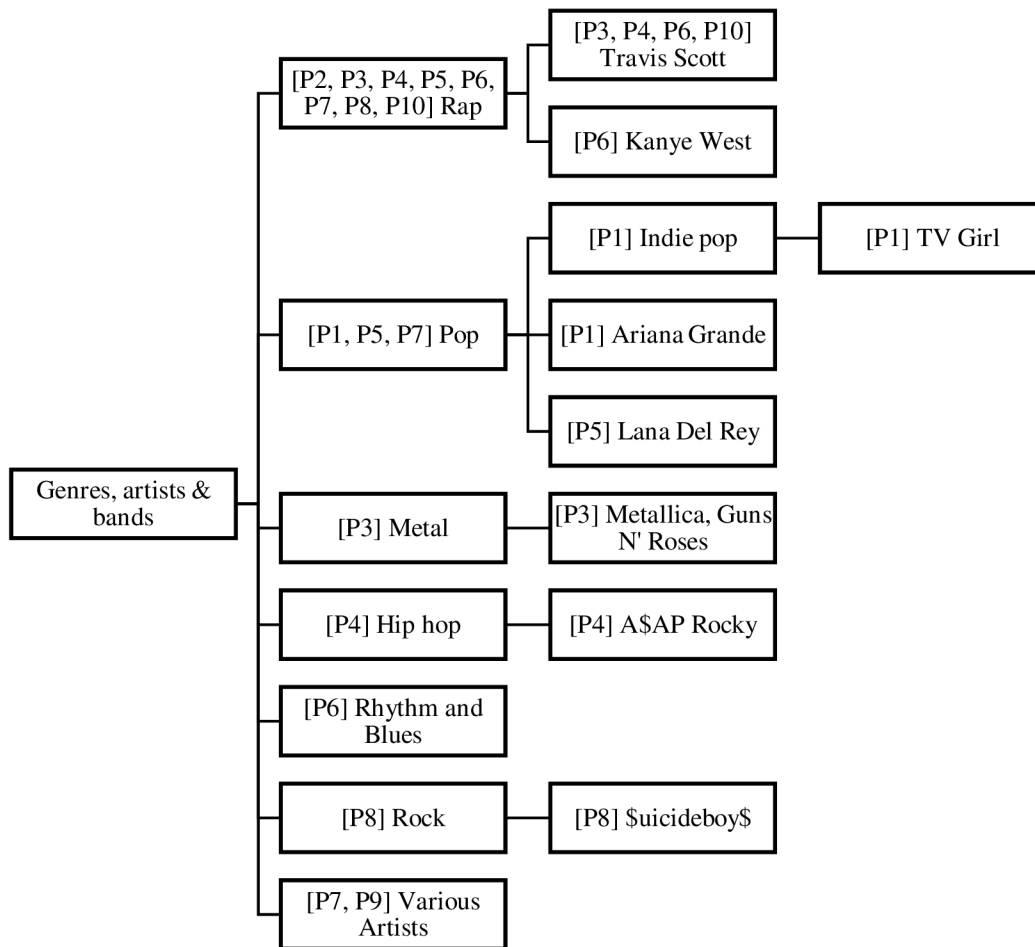 [P3, P4, P6, P10]
Travis Scott
[P2, P3, P4, P5, P6,
P7, P8, P10] Rap
[P6] Kanye West
[P1] Indie pop
[P1] TV Girl
[P1, P5, P7] Pop
[P1] Ariana Grande
[P5] Lana Del Rey
Genres, artists &
bands
[P3] Metal
[P3] Metallica, Guns
N' Roses
[P4] Hip hop
[P4] A$AP Rocky
[P6] Rhythm and
Blues
[P8] Rock
[P8] $uicideboy$
[P7, P9] Various
Artists